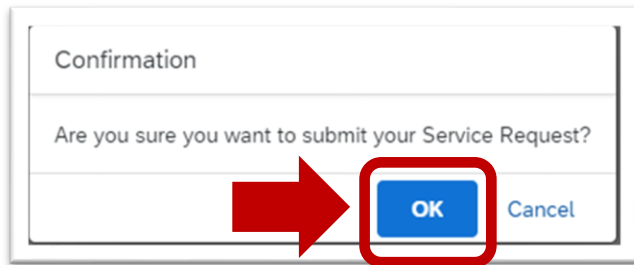 Confirmation
Are you sure you want to submit your Service Request?
OK Cancel